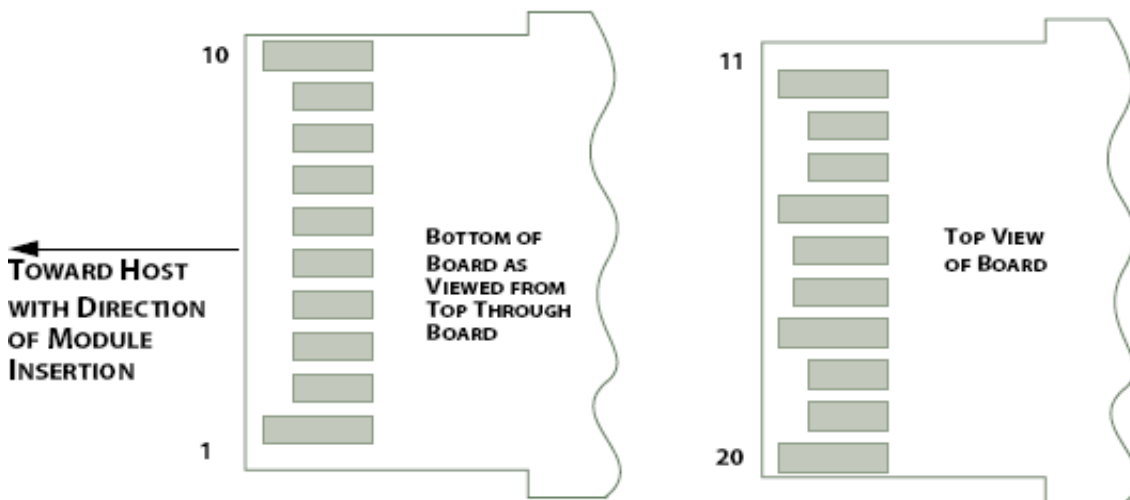 10
TOWARD HOST
WITH DIRECTION
OF MODULE
INSERTION
1
BOTTOM OF
BOARD AS
VIEWED FROM
TOP THROUGH
BOARD
11
TOP VIEW
OF BOARD
20